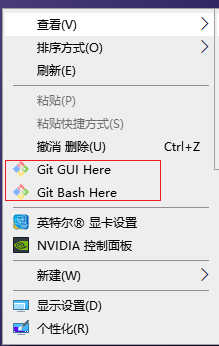 查看(V)
排序方式(O)
刷新(E)
粘贴(P)
粘贴快捷方式(S)
撤消 删除(U) Ctrl+Z
Git GUI Here
Git Bash Here
英特尔® 显卡设置
NVIDIA 控制面板
新建(W)
显示设置(D)
个性化(R)